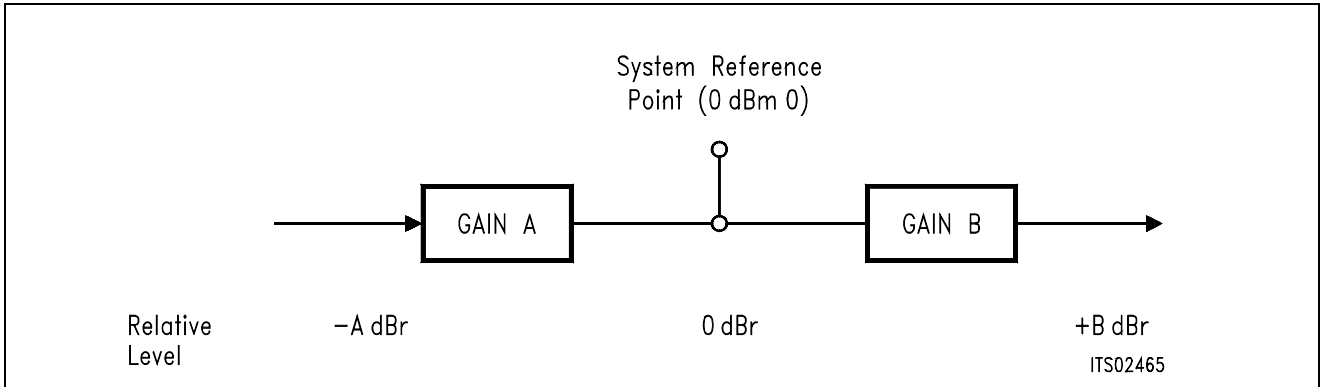 System Reference
Point (0 dBm 0)
GAIN A
GAIN B
Relative
Level
−A dBr
0 dBr
+B dBr
ITS02465